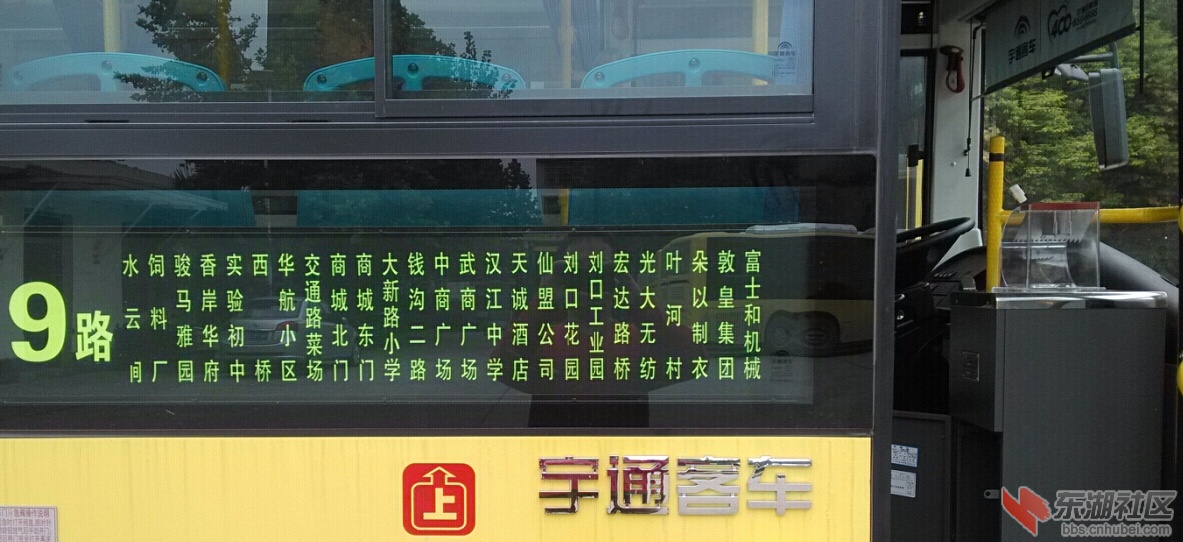 9路
水云间
饲料厂
骏马雅园
香岸华府
实验初中
西桥
华航小区
交通路菜场
商城北门
商城东门
大新路小学
钱沟二路
中商广场
武商广场
汉江中学
天诚酒店
仙盟公司
刘口花园
刘口工业园
宏达路桥
光大无纺
叶河村
朵以制衣
敦皇集团
富士和机械
上
宇通客车
宇通客车
东湖社区
bbs.cnhubei.com